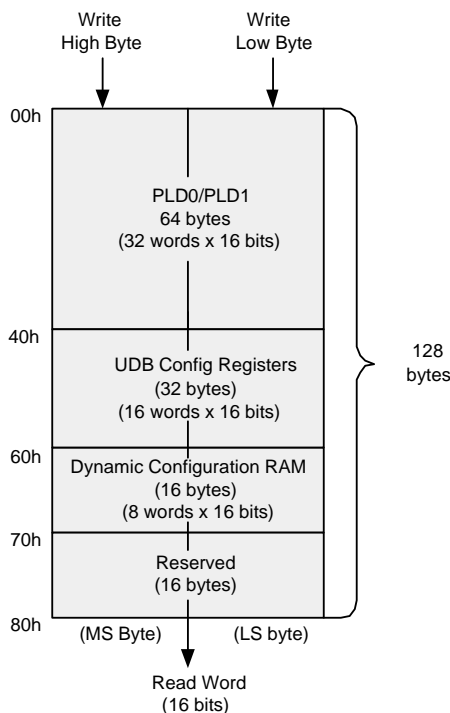 Write
High Byte
Write
Low Byte
00h
PLD0/PLD1
64 bytes
(32 words x 16 bits)
40h
UDB Config Registers
(32 bytes)
(16 words x 16 bits)
128
bytes
60h
Dynamic Configuration RAM
(16 bytes)
(8 words x 16 bits)
70h
Reserved
(16 bytes)
80h
(MS Byte)
(LS byte)
Read Word
(16 bits)